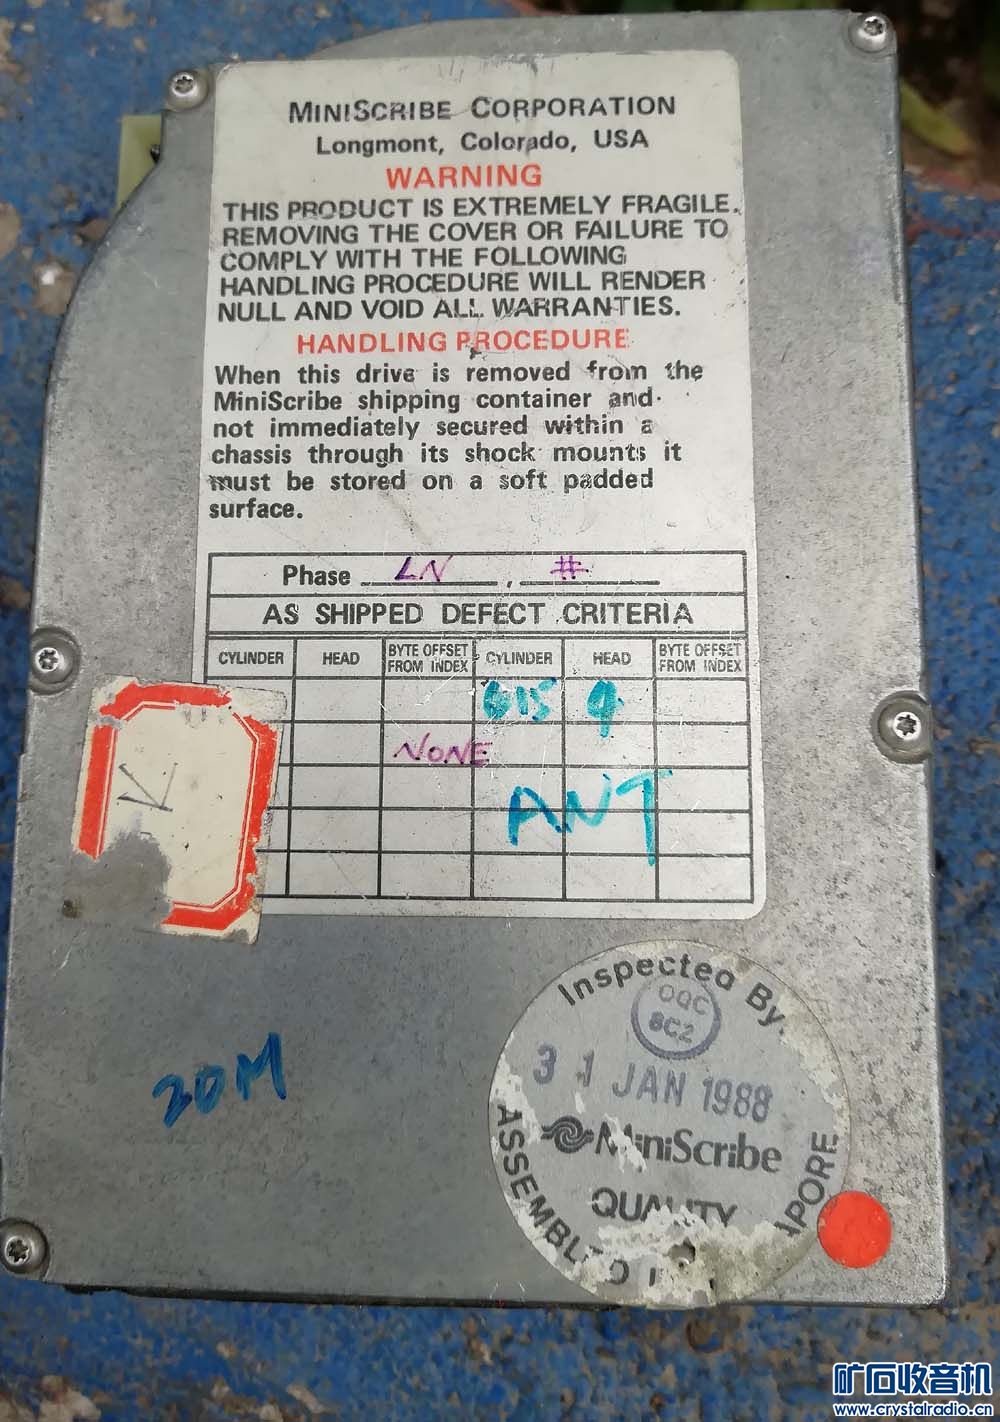 MINISCRIBE CORPORATION
Longmont, Colorado, USA
WARNING
THIS PRODUCT IS EXTREMELY FRAGILE.
REMOVING THE COVER OR FAILURE TO
COMPLY WITH THE FOLLOWING
HANDLING PROCEDURE WILL RENDER
NULL AND VOID ALL WARRANTIES.
HANDLING PROCEDURE
When this drive is removed from the
MiniScribe shipping container and
not immediately secured within a
chassis through its shock mounts it
must be stored on a soft padded
surface.
Phase LN , #
AS SHIPPED DEFECT CRITERIA
CYLINDER HEAD BYTE OFFSET FROM INDEX CYLINDER HEAD BYTE OFFSET FROM INDEX
615 4
NONE
ANT
20M
Inspected By.
OQC
31 JAN 1988
MiniScribe
QUALITY
ASSEMBLED
矿石收音机
www.crystalradio.cn